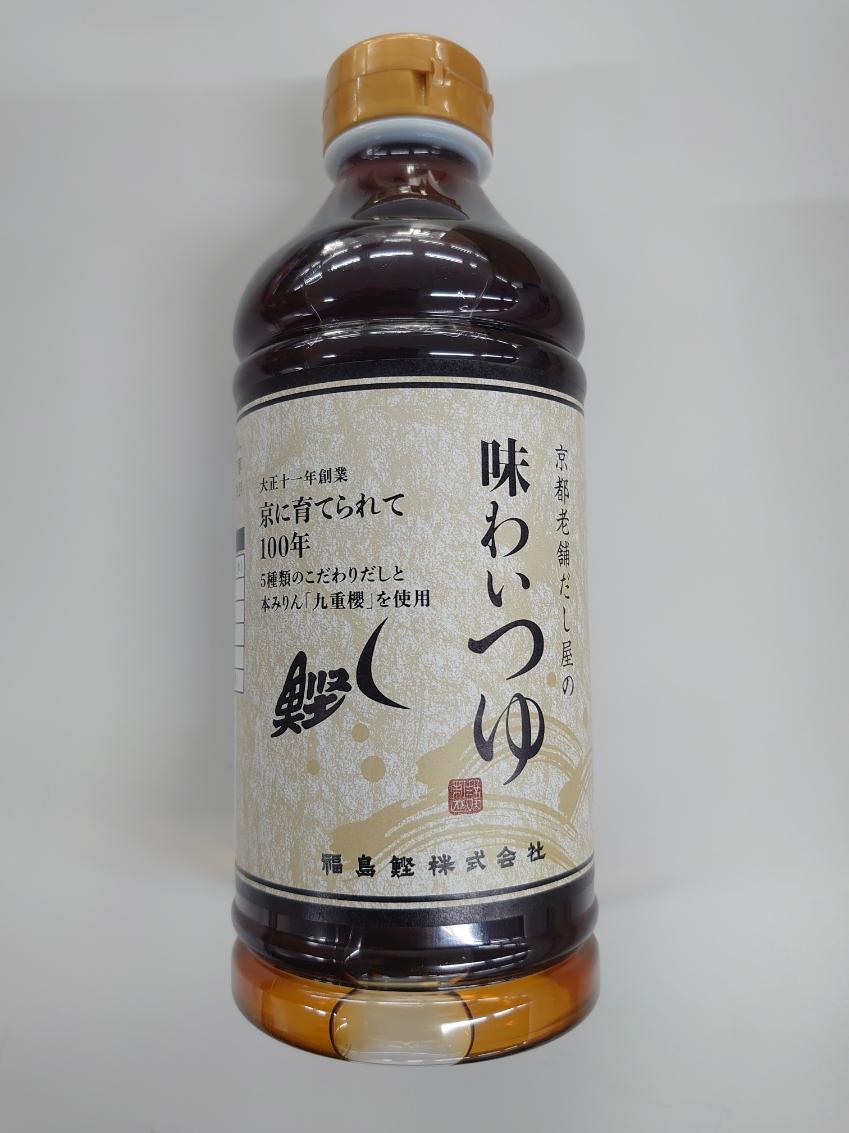 京都老舗だし屋の
味わいつゆ
大正十一年創業
京に育てられて
100年
5種類のこだわりだしと
本みりん「九重櫻」を使用
鰹
福島鰹株式会社